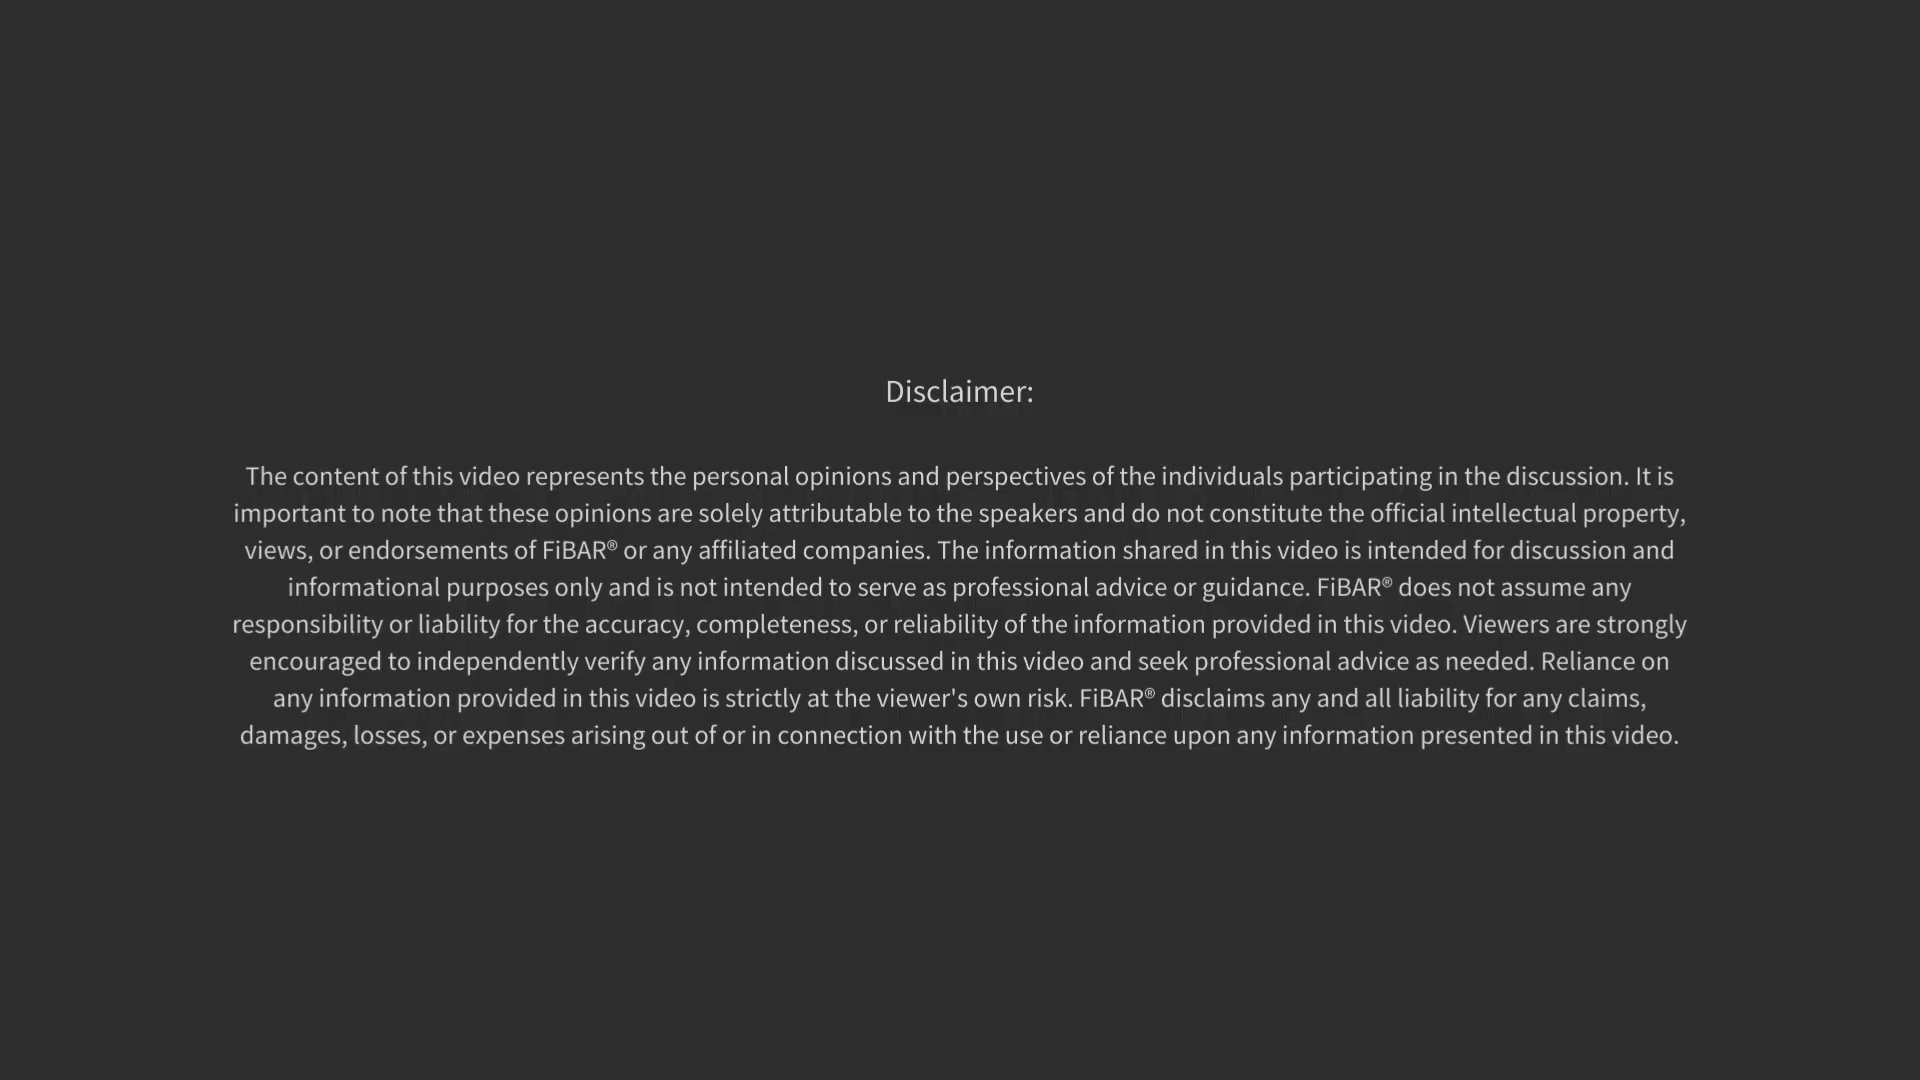 Disclaimer:
The content of this video represents the personal opinions and perspectives of the individuals participating in the discussion. It is
important to note that these opinions are solely attributable to the speakers and do not constitute the official intellectual property,
views, or endorsements of FiBAR® or any affiliated companies. The information shared in this video is intended for discussion and
informational purposes only and is not intended to serve as professional advice or guidance. FiBAR® does not assume any
responsibility or liability for the accuracy, completeness, or reliability of the information provided in this video. Viewers are strongly
encouraged to independently verify any information discussed in this video and seek professional advice as needed. Reliance on
any information provided in this video is strictly at the viewer's own risk. FiBAR® disclaims any and all liability for any claims,
damages, losses, or expenses arising out of or in connection with the use or reliance upon any information presented in this video.